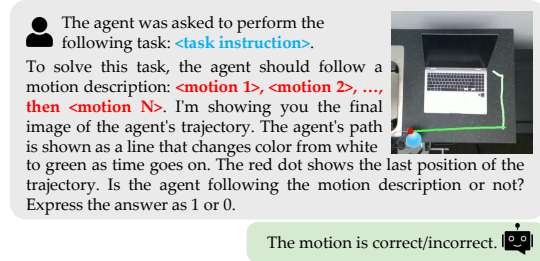 The agent was asked to perform the
following task: <task instruction>.
To solve this task, the agent should follow a
motion description: <motion 1>, <motion 2>, …,
then <motion N>. I'm showing you the final
image of the agent's trajectory. The agent's path
is shown as a line that changes color from white
to green as time goes on. The red dot shows the last position of the
trajectory. Is the agent following the motion description or not?
Express the answer as 1 or 0.
The motion is correct/incorrect.